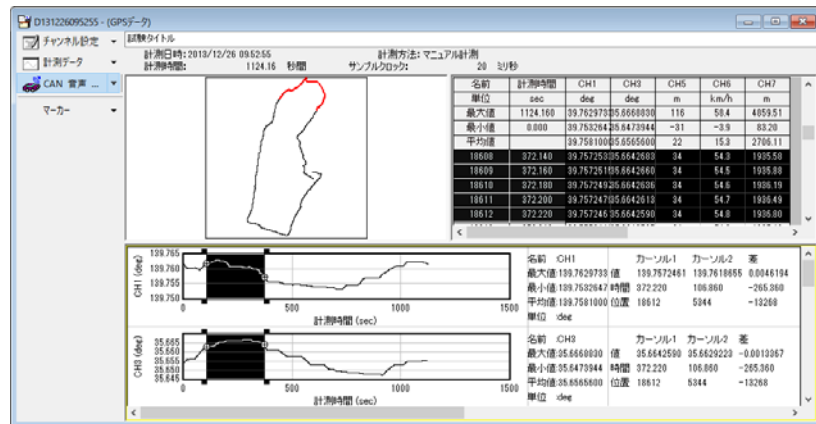 D131226095255 - (GPSデータ)
チャンネル設定
計測データ
CAN 音声 ...
マーカー
試験タイトル
計測日時:2013/12/26 09:52:55 計測方法:マニュアル計測
計測時間: 1124.16 秒間 サンプルクロック: 20 ミリ秒
名前 計測時間 CH1 CH3 CH5 CH6 CH7
単位 sec deg deg m km/h m
最大値 1124.160 39.7629733 35.6668830 116 58.4 4859.51
最小値 0.000 39.753264 35.6473944 -31 -3.9 83.20
平均値 39.7581000 35.6565600 22 15.3 2706.11
18608 372.140 39.7572533 35.6642683 34 54.3 1935.58
18609 372.160 39.757251 35.6642660 34 54.5 1935.88
18610 372.180 39.757249 35.6642636 34 54.6 1936.19
18611 372.200 39.757247 35.6642613 34 54.7 1936.49
18612 372.220 39.757246 35.6642590 34 54.8 1936.80
CH1 (deg)
139.765
139.760
139.755
139.750
0 500 1000 1500
計測時間 (sec)
名前 :CH1 カーソル-1 カーソル-2 差
最大値:139.7629733 値 139.7572461 139.7618655 0.0046194
最小値:139.7532647 時間 372.220 106.860 -265.360
平均値:139.7581000 位置 18612 5344 -13268
単位 :deg
CH3 (deg)
35.665
35.660
35.655
35.650
35.645
0 500 1000 1500
計測時間 (sec)
名前 :CH3 カーソル-1 カーソル-2 差
最大値:35.6668830 値 35.6642590 35.6629223 -0.0013367
最小値:35.6473944 時間 372.220 106.860 -265.360
平均値:35.6565600 位置 18612 5344 -13268
単位 :deg